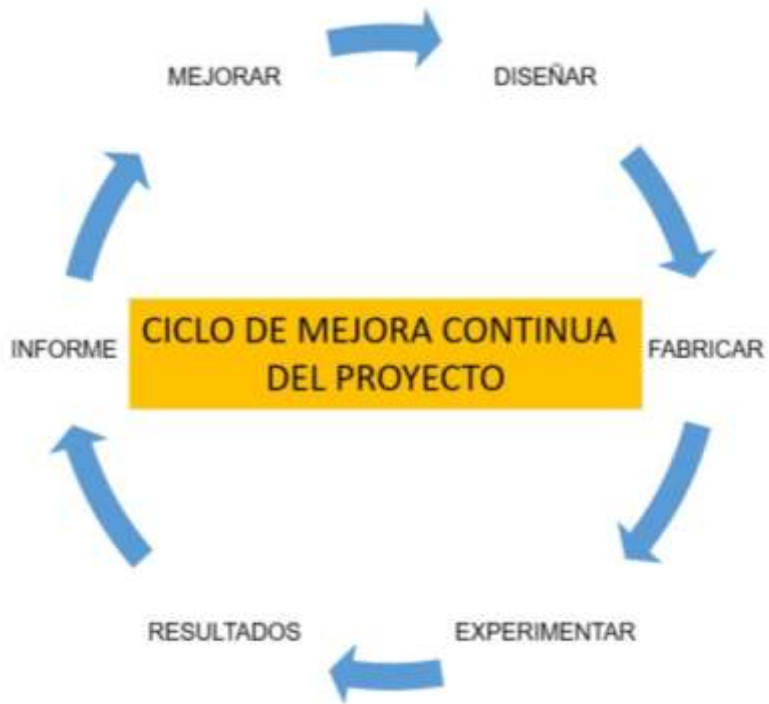 MEJORAR
DISEÑAR
INFORME
CICLO DE MEJORA CONTINUA
DEL PROYECTO
FABRICAR
RESULTADOS
EXPERIMENTAR